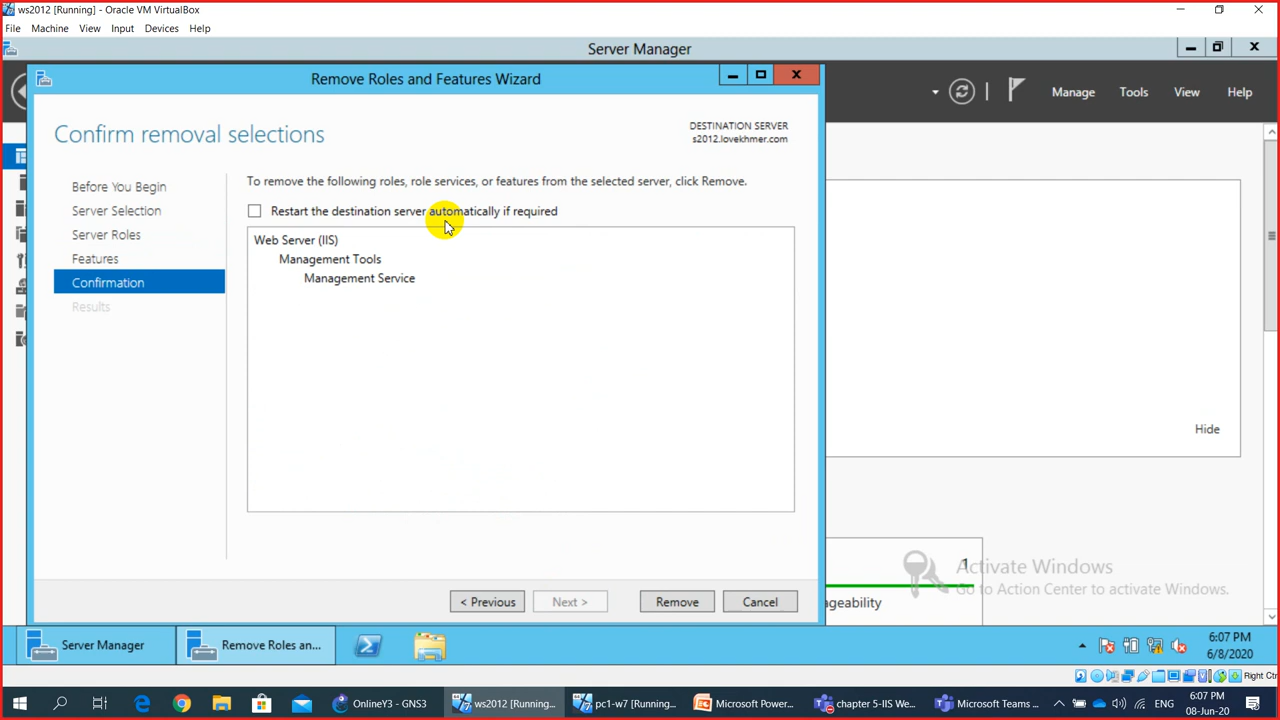 ws2012 [Running] - Oracle VM VirtualBox
File Machine View Input Devices Help
Server Manager
Remove Roles and Features Wizard
Manage Tools View Help
Confirm removal selections
DESTINATION SERVER
s2012.lovekhmer.com
Before You Begin
Server Selection
Server Roles
Features
Confirmation
Results
To remove the following roles, role services, or features from the selected server, click Remove.
Restart the destination server automatically if required
Web Server (IIS)
Management Tools
Management Service
Hide
1
Activate Windows
Go to Action Center to activate Windows.
ageability
< Previous
Next >
Remove
Cancel
Server Manager
Remove Roles an...
6:07 PM
6/8/2020
Right Ctrl
OnlineY3 - GNS3
ws2012 [Running...
pc1-w7 [Running...
Microsoft Power...
chapter 5-IIS We...
Microsoft Teams ...
ENG
6:07 PM
08-Jun-20